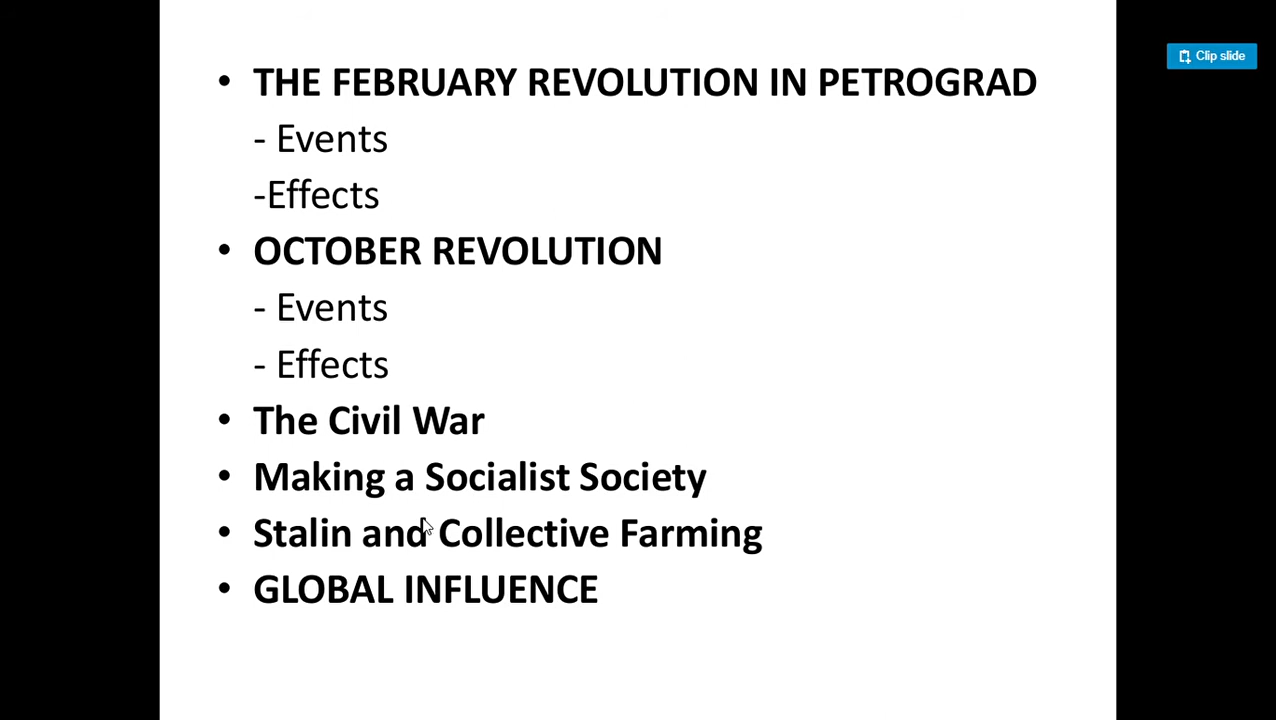 Clip slide
• THE FEBRUARY REVOLUTION IN PETROGRAD
- Events
-Effects
• OCTOBER REVOLUTION
- Events
- Effects
• The Civil War
• Making a Socialist Society
• Stalin and Collective Farming
• GLOBAL INFLUENCE